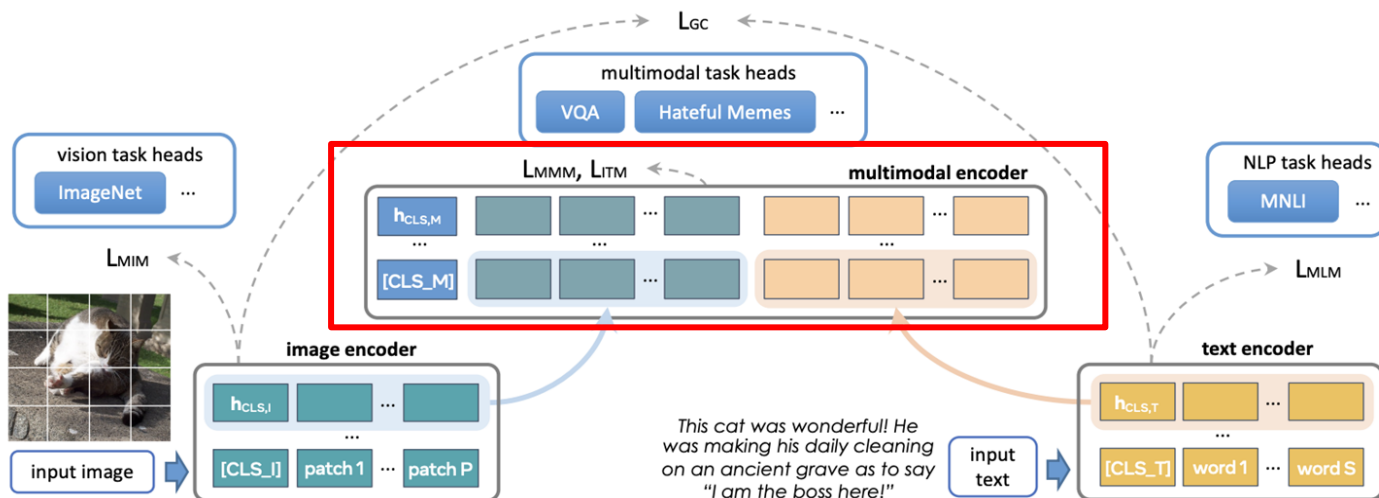 LGC
multimodal task heads
VQA
Hateful Memes
...
vision task heads
ImageNet
...
NLP task heads
MNLI
...
LMMM, LITM
multimodal encoder
hCLS,M
...
...
...
...
...
[CLS_M]
...
...
LMIM
LMLM
image encoder
text encoder
hCLS,I
...
...
[CLS_I]
patch 1
...
patch P
hCLS,T
...
...
[CLS_T]
word 1
...
word S
input image
This cat was wonderful! He
was making his daily cleaning
on an ancient grave as to say
“I am the boss here!”
input
text